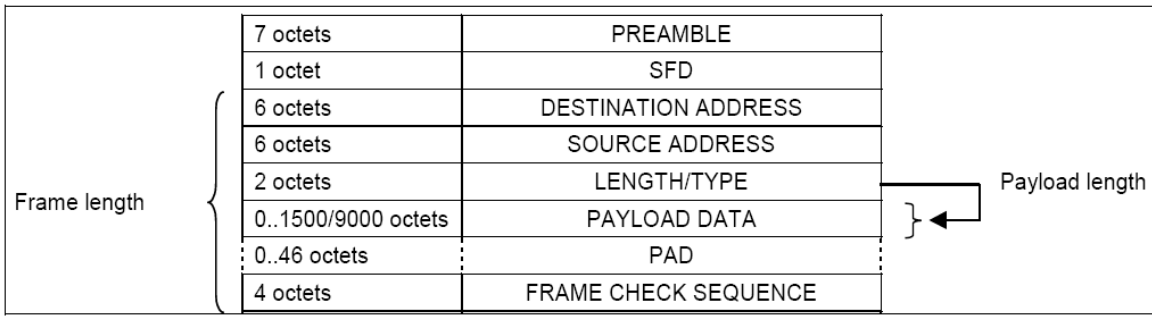 7 octets PREAMBLE
1 octet SFD
6 octets DESTINATION ADDRESS
6 octets SOURCE ADDRESS
2 octets LENGTH/TYPE
Payload length
Frame length
0..1500/9000 octets PAYLOAD DATA
0..46 octets PAD
4 octets FRAME CHECK SEQUENCE